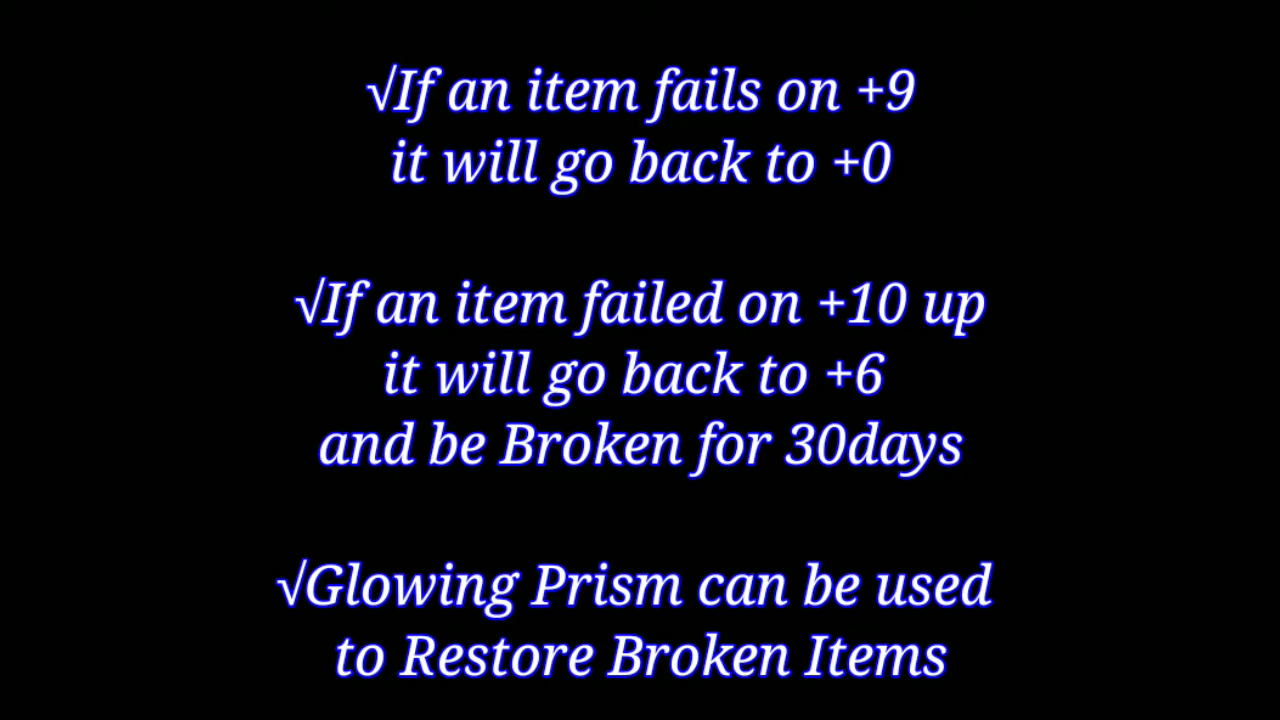 √If an item fails on +9
it will go back to +0
√If an item failed on +10 up
it will go back to +6
and be Broken for 30days
√Glowing Prism can be used
to Restore Broken Items